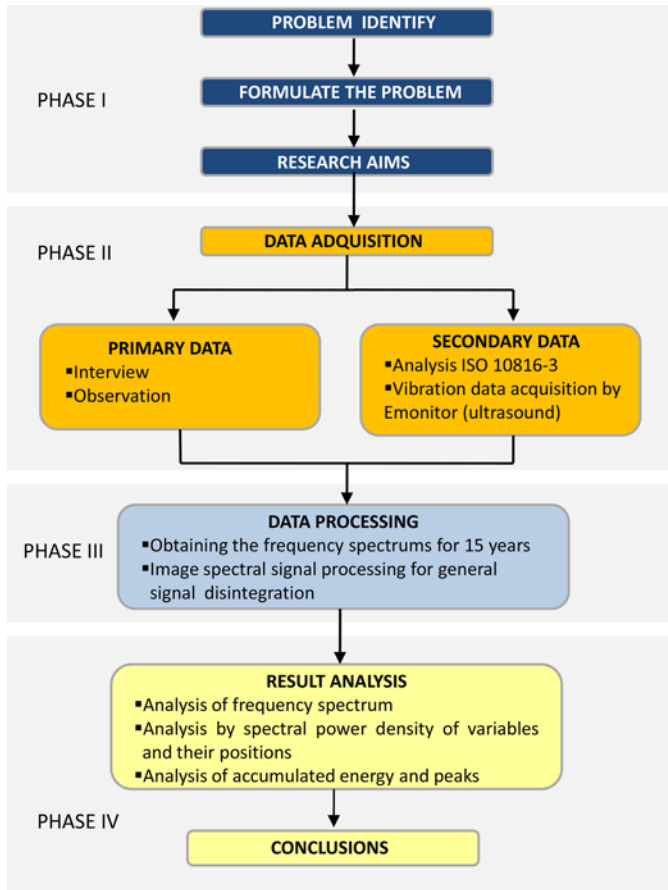 PROBLEM IDENTIFY
PHASE I
FORMULATE THE PROBLEM
RESEARCH AIMS
PHASE II
DATA ADQUISITION
PRIMARY DATA
▪Interview
▪Observation
SECONDARY DATA
▪Analysis ISO 10816-3
▪Vibration data acquisition by
Emonitor (ultrasound)
PHASE III
DATA PROCESSING
▪Obtaining the frequency spectrums for 15 years
▪Image spectral signal processing for general
signal disintegration
RESULT ANALYSIS
▪Analysis of frequency spectrum
▪Analysis by spectral power density of variables
and their positions
▪Analysis of accumulated energy and peaks
PHASE IV
CONCLUSIONS